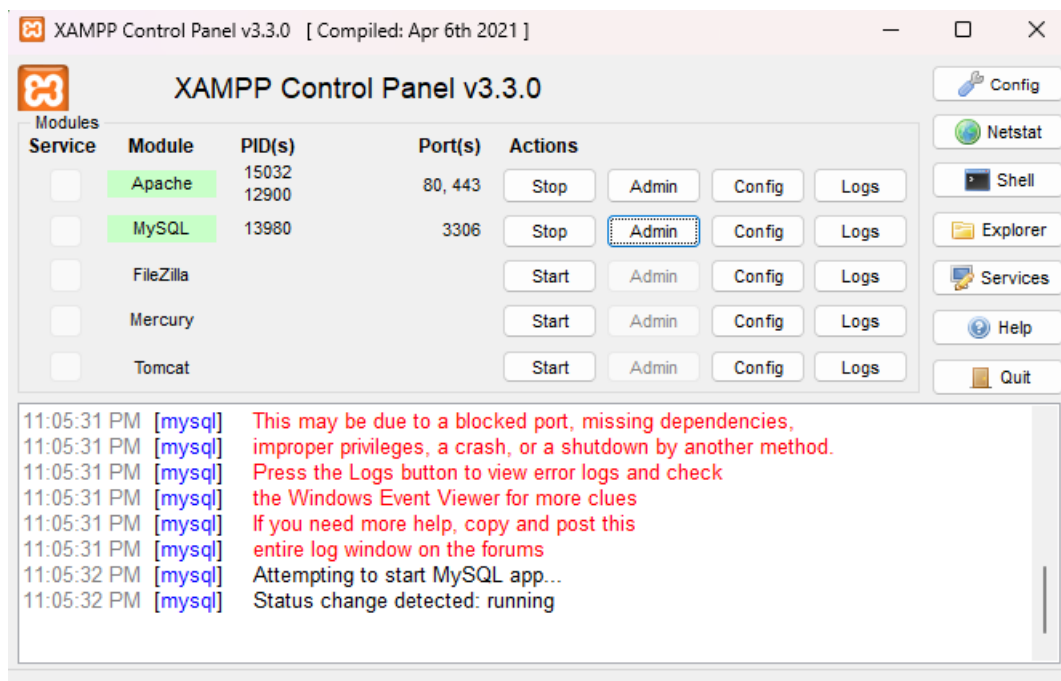 XAMPP Control Panel v3.3.0 [ Compiled: Apr 6th 2021 ]
XAMPP Control Panel v3.3.0
Config
Modules
Service Module PID(s) Port(s) Actions
Netstat
Apache 15032 12900 80, 443 Stop Admin Config Logs
Shell
MySQL 13980 3306 Stop Admin Config Logs
Explorer
FileZilla Start Admin Config Logs
Services
Mercury Start Admin Config Logs
Help
Tomcat Start Admin Config Logs
Quit
11:05:31 PM [mysql] This may be due to a blocked port, missing dependencies,
11:05:31 PM [mysql] improper privileges, a crash, or a shutdown by another method.
11:05:31 PM [mysql] Press the Logs button to view error logs and check
11:05:31 PM [mysql] the Windows Event Viewer for more clues
11:05:31 PM [mysql] If you need more help, copy and post this
11:05:31 PM [mysql] entire log window on the forums
11:05:32 PM [mysql] Attempting to start MySQL app...
11:05:32 PM [mysql] Status change detected: running